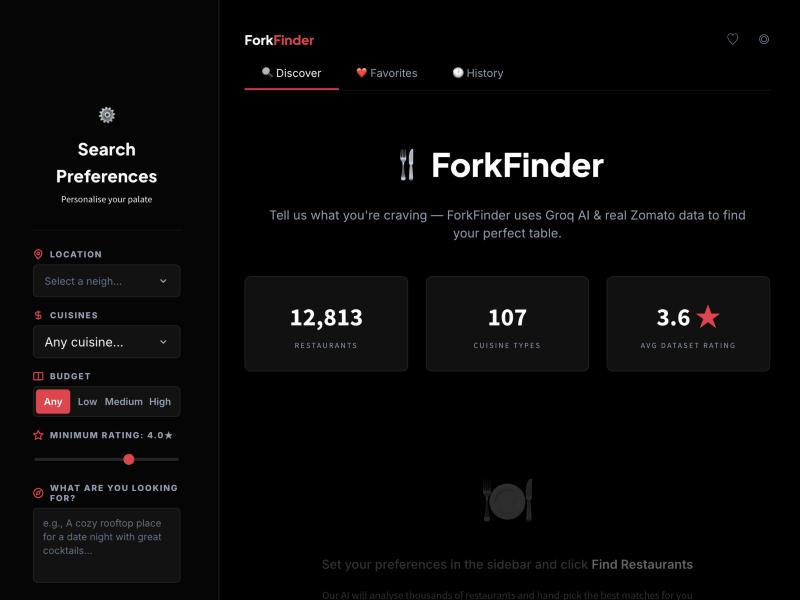 Search
Preferences
Personalise your palate
LOCATION
Select a neigh...
CUISINES
Any cuisine...
BUDGET
Any Low Medium High
MINIMUM RATING: 4.0★
WHAT ARE YOU LOOKING
FOR?
e.g., A cozy rooftop place
for a date night with great
cocktails...
ForkFinder
Discover Favorites History
ForkFinder
Tell us what you're craving — ForkFinder uses Groq AI & real Zomato data to find
your perfect table.
12,813
RESTAURANTS
107
CUISINE TYPES
3.6 ★
AVG DATASET RATING
Set your preferences in the sidebar and click Find Restaurants
Our AI will analyse thousands of restaurants and hand-pick the best matches for you